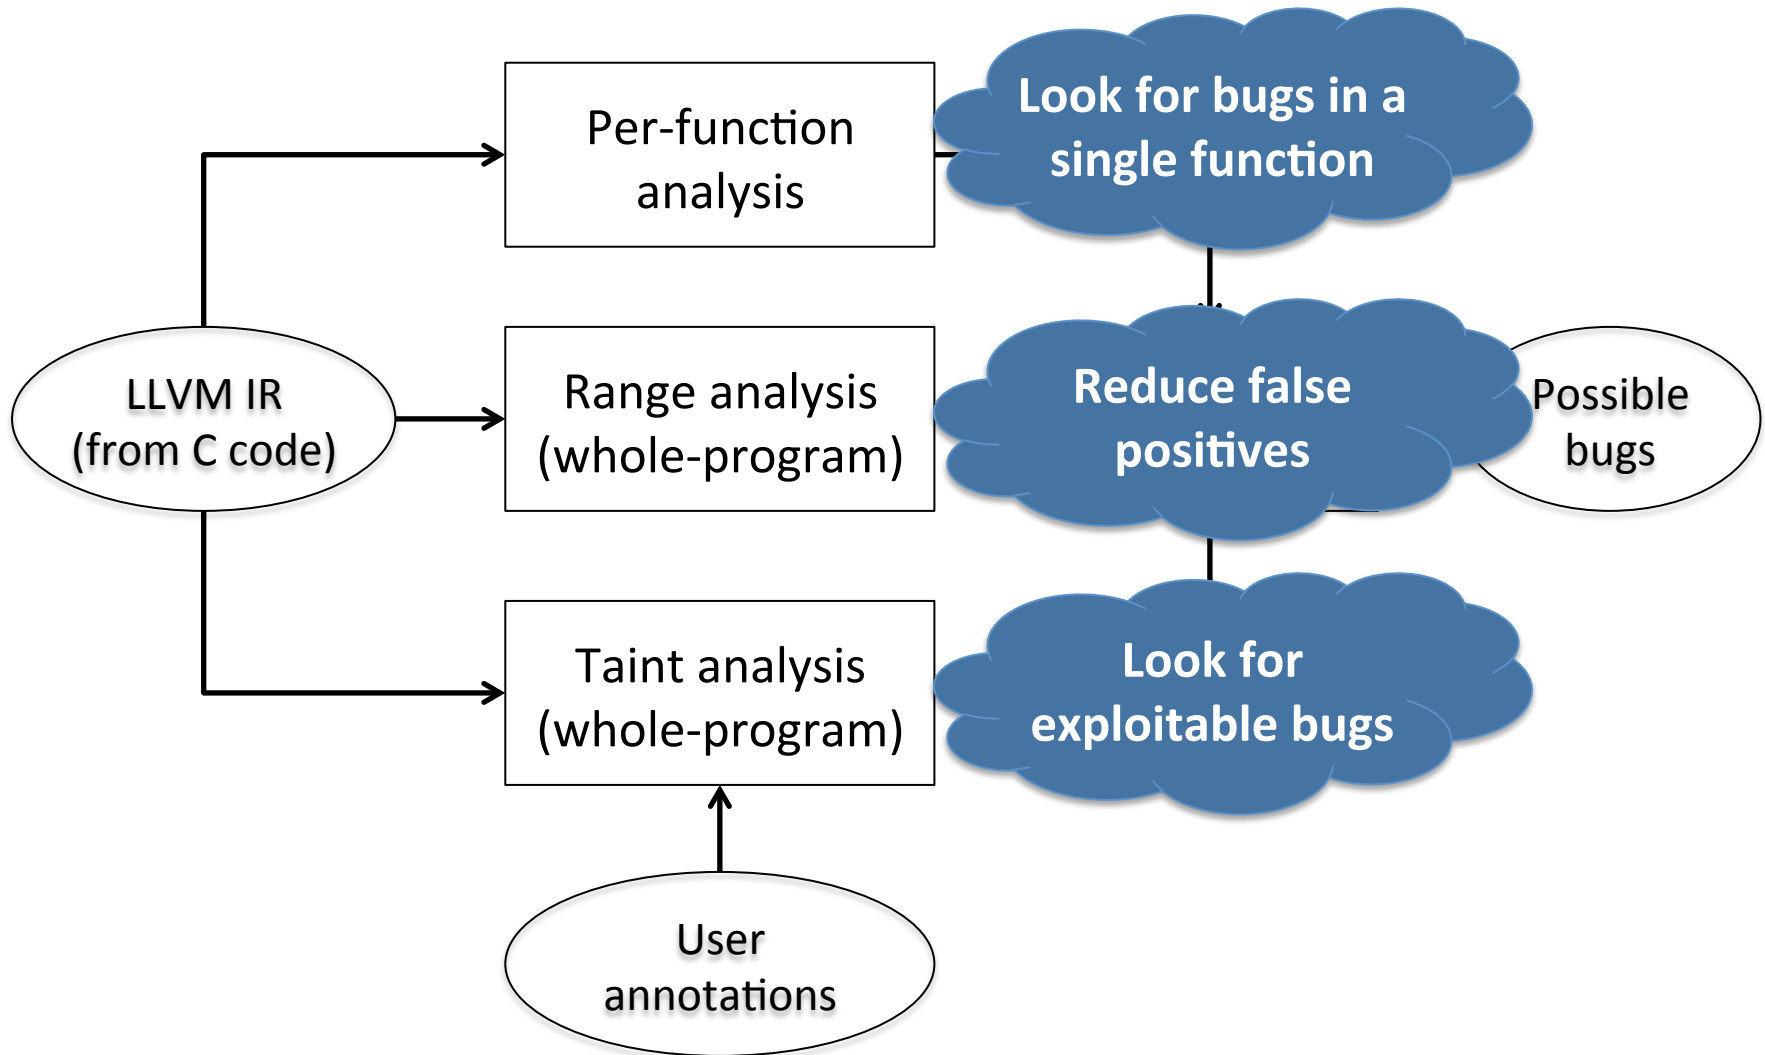 Per-function
analysis
Look for bugs in a
single function
LLVM IR
(from C code)
Range analysis
(whole-program)
Reduce false
positives
Possible
bugs
Taint analysis
(whole-program)
Look for
exploitable bugs
User
annotations